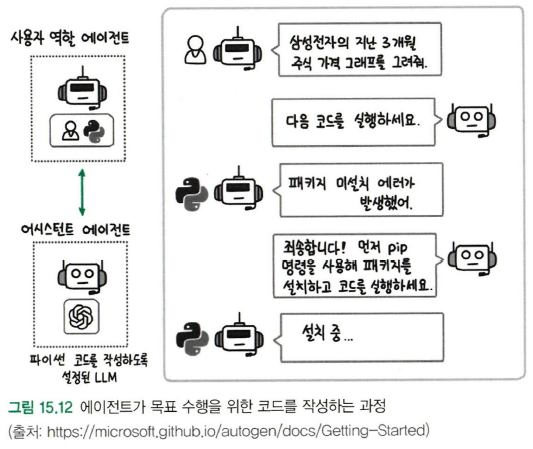 사용자 역할 에이전트
어시스턴트 에이전트
파이썬 코드를 작성하도록
설정된 LLM
삼성전자의 지난 3개월
주식 가격 그래프를 그려줘.
다음 코드를 실행하세요.
패키지 미설치 에러가
발생했어.
죄송합니다! 먼저 pip
명령을 사용해 패키지를
설치하고 코드를 실행하세요.
설치 중...
그림 15.12 에이전트가 목표 수행을 위한 코드를 작성하는 과정
(출처: https://microsoft.github.io/autogen/docs/Getting-Started)